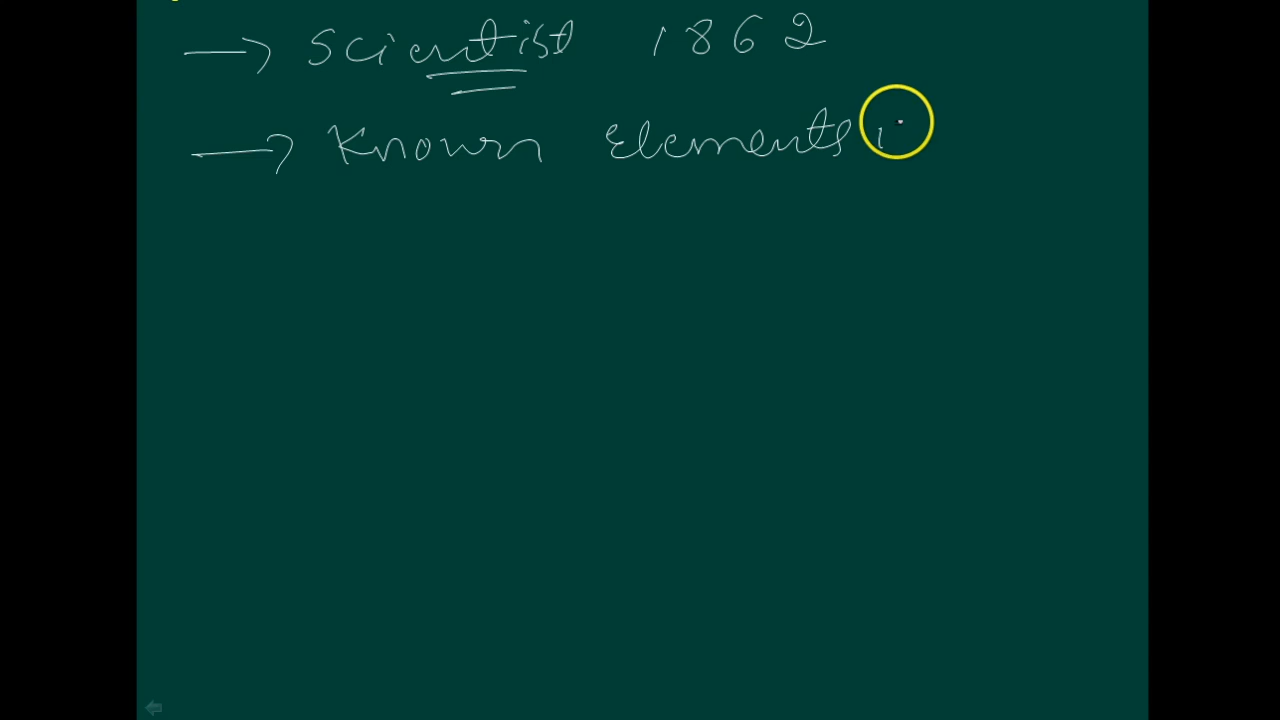 → Scientist 1862
→ Known Elements